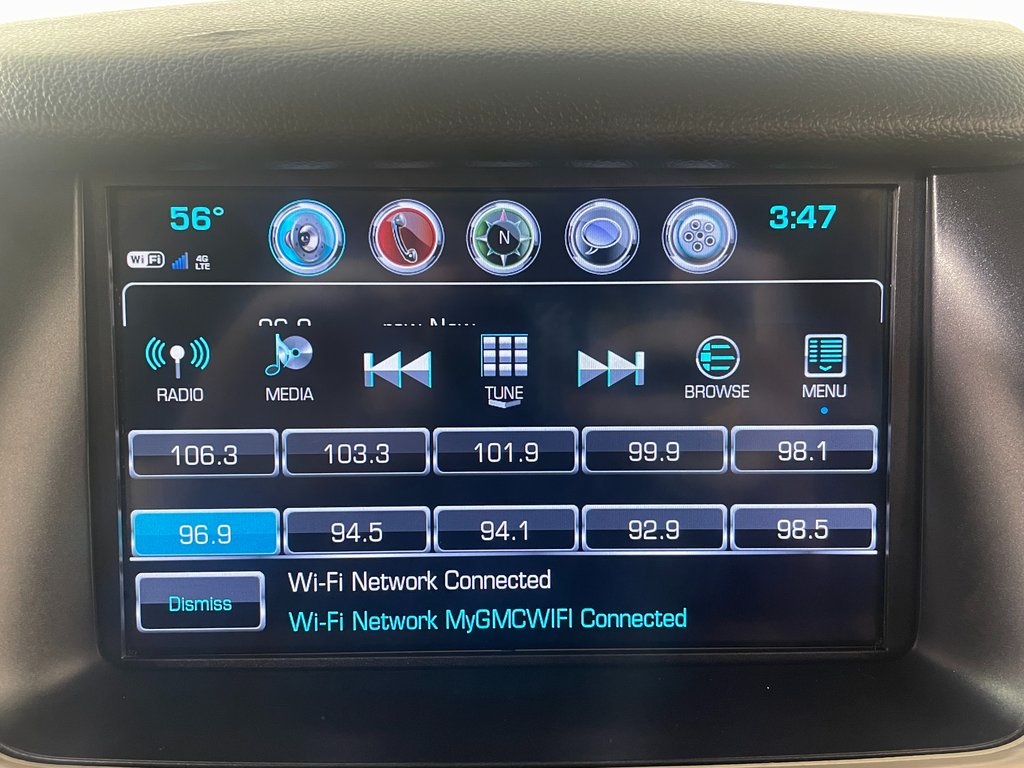 56° 3:47
WiFi 4G
LTE
N
RADIO MEDIA TUNE BROWSE MENU
106.3 103.3 101.9 99.9 98.1
96.9 94.5 94.1 92.9 98.5
Dismiss
Wi-Fi Network Connected
Wi-Fi Network MyGMCWIFI Connected